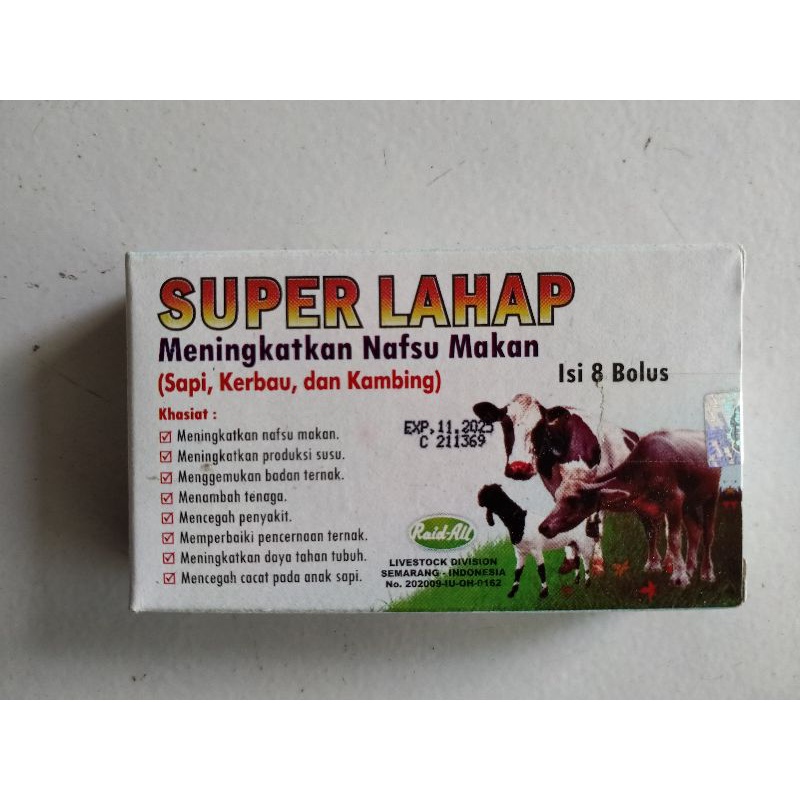 SUPER LAHAP
Meningkatkan Nafsu Makan
(Sapi, Kerbau, dan Kambing)
Isi 8 Bolus
Khasiat :
Meningkatkan nafsu makan.
Meningkatkan produksi susu.
Menggemukan badan ternak.
Menambah tenaga.
Mencegah penyakit.
Memperbaiki pencernaan ternak.
Meningkatkan daya tahan tubuh.
Mencegah cacat pada anak sapi.
EXP. 11.2025
C 211369
Raid-All
LIVESTOCK DIVISION
SEMARANG - INDONESIA
No. 202009-IU-OH-0162